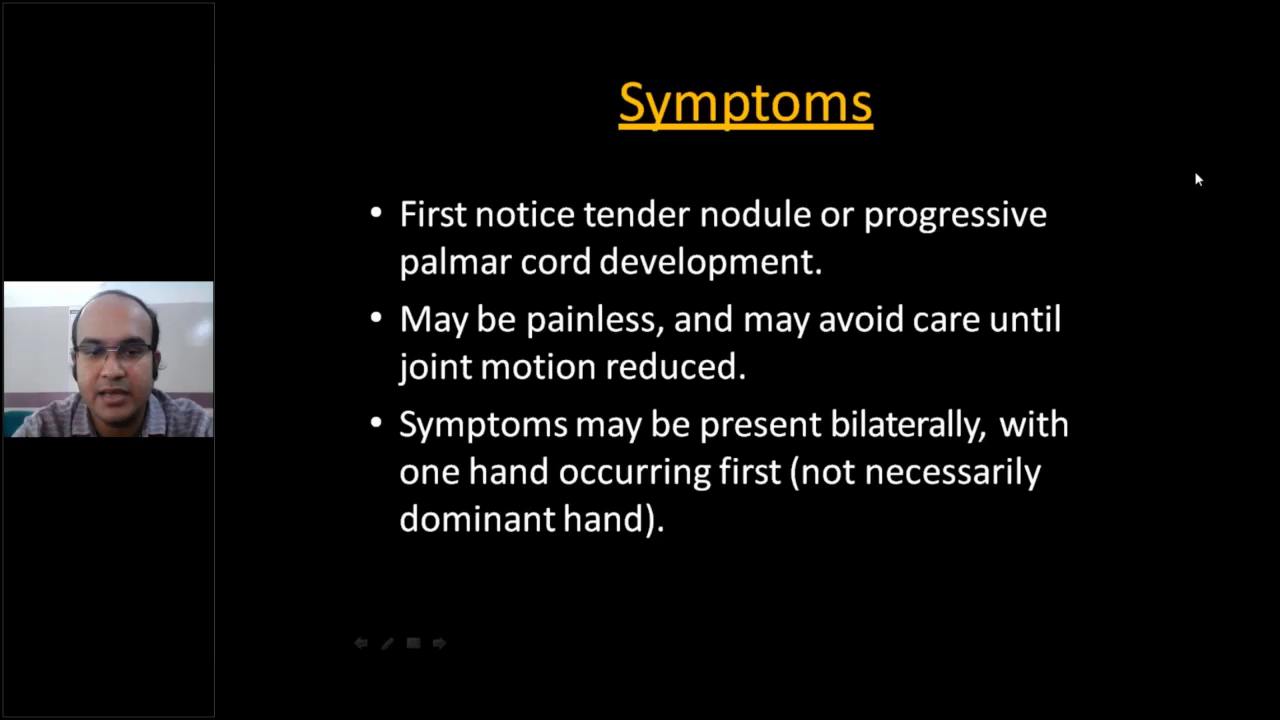 Symptoms
• First notice tender nodule or progressive
palmar cord development.
• May be painless, and may avoid care until
joint motion reduced.
• Symptoms may be present bilaterally, with
one hand occurring first (not necessarily
dominant hand).